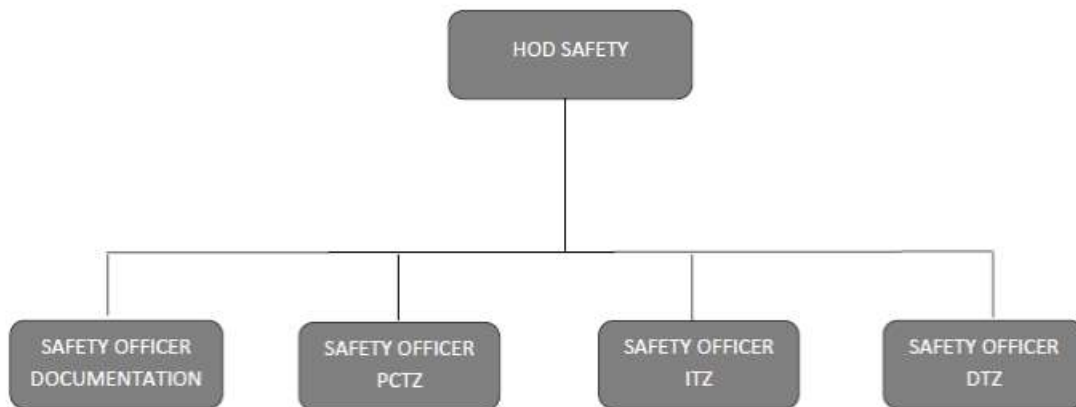 HOD SAFETY
SAFETY OFFICER
DOCUMENTATION
SAFETY OFFICER
PCTZ
SAFETY OFFICER
ITZ
SAFETY OFFICER
DTZ